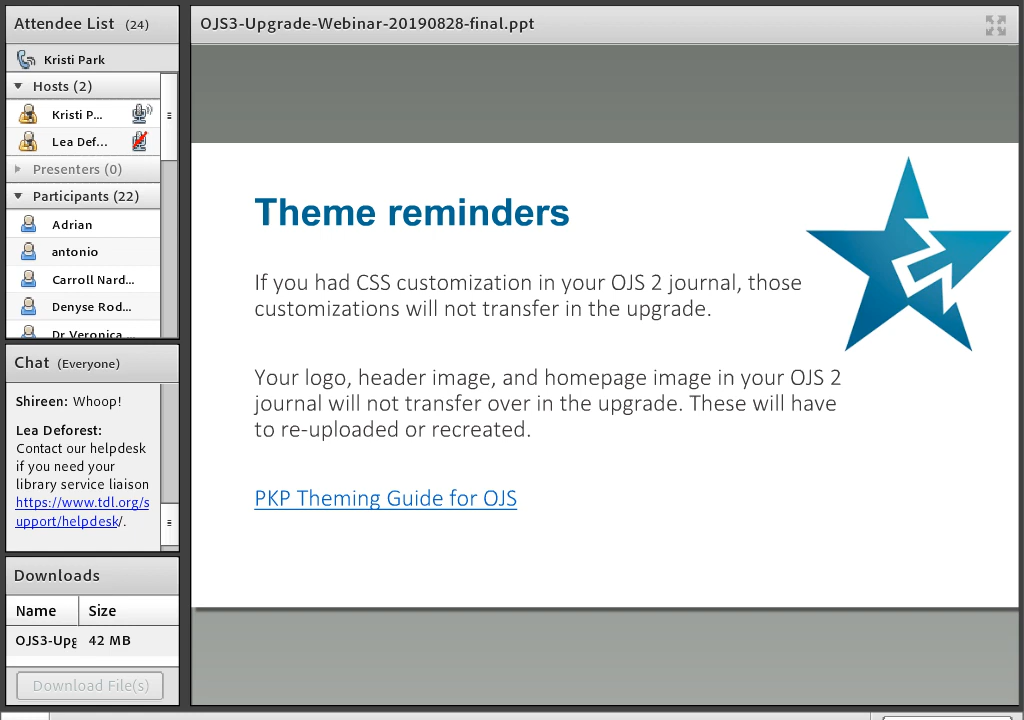 Attendee List (24)
Kristi Park
Hosts (2)
Kristi P...
Lea Def...
Presenters (0)
Participants (22)
Adrian
antonio
Carroll Nard...
Denyse Rod...
Dr Veronica ...
Chat (Everyone)
Shireen: Whoop!
Lea Deforest:
Contact our helpdesk
if you need your
library service liaison
https://www.tdl.org/s
upport/helpdesk/.
Downloads
Name Size
OJS3-Upg 42 MB
Download File(s)
OJS3-Upgrade-Webinar-20190828-final.ppt
Theme reminders
If you had CSS customization in your OJS 2 journal, those
customizations will not transfer in the upgrade.
Your logo, header image, and homepage image in your OJS 2
journal will not transfer over in the upgrade. These will have
to re-uploaded or recreated.
PKP Theming Guide for OJS